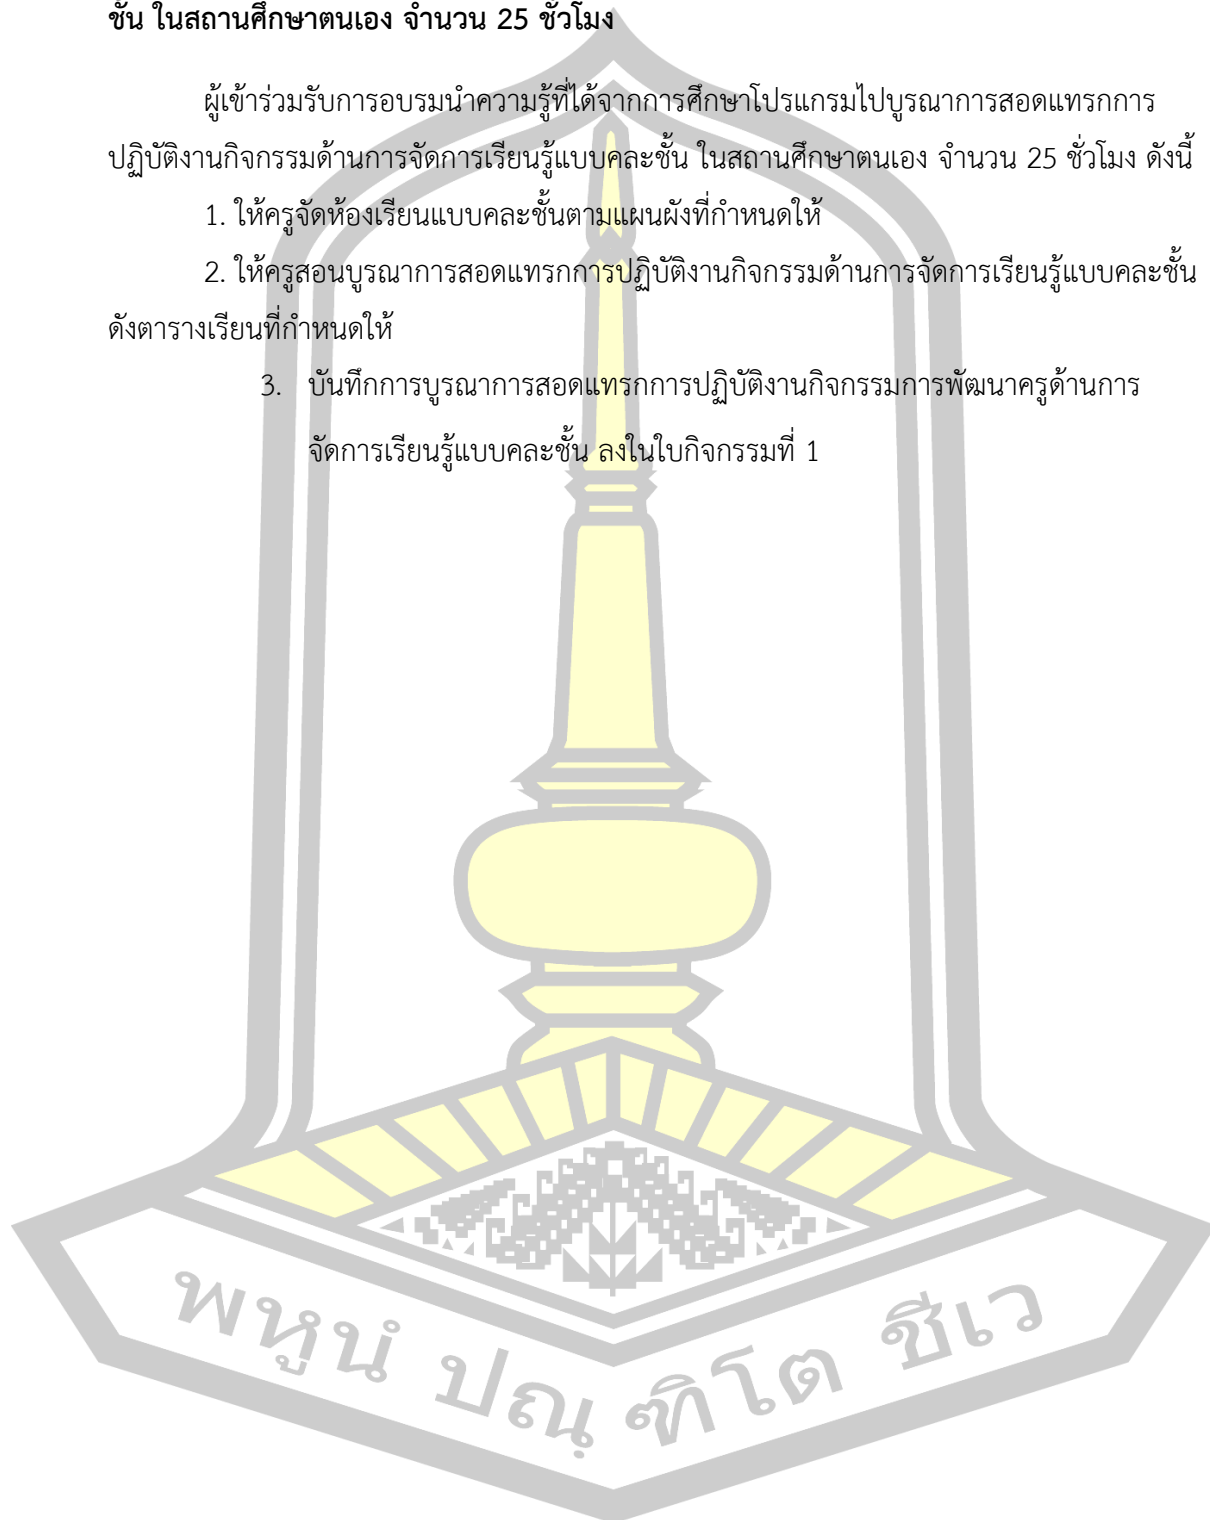 ชั้น ในสถานศึกษาตนเอง จำนวน 25 ชั่วโมง
ผู้เข้าร่วมรับการอบรมนำความรู้ที่ได้จากการศึกษาโปรแกรมไปบูรณาการสอดแทรกการ
ปฏิบัติงานกิจกรรมด้านการจัดการเรียนรู้แบบคละชั้น ในสถานศึกษาตนเอง จำนวน 25 ชั่วโมง ดังนี้
1. ให้ครูจัดห้องเรียนแบบคละชั้นตามแผนผังที่กำหนดให้
2. ให้ครูสอนบูรณาการสอดแทรกการปฏิบัติงานกิจกรรมด้านการจัดการเรียนรู้แบบคละชั้น
ดังตารางเรียนที่กำหนดให้
3. บันทึกการบูรณาการสอดแทรกการปฏิบัติงานกิจกรรมการพัฒนาครูด้านการ
จัดการเรียนรู้แบบคละชั้น ลงในใบกิจกรรมที่ 1
พหูนํ ปณฺ ฑิโต ชีเว